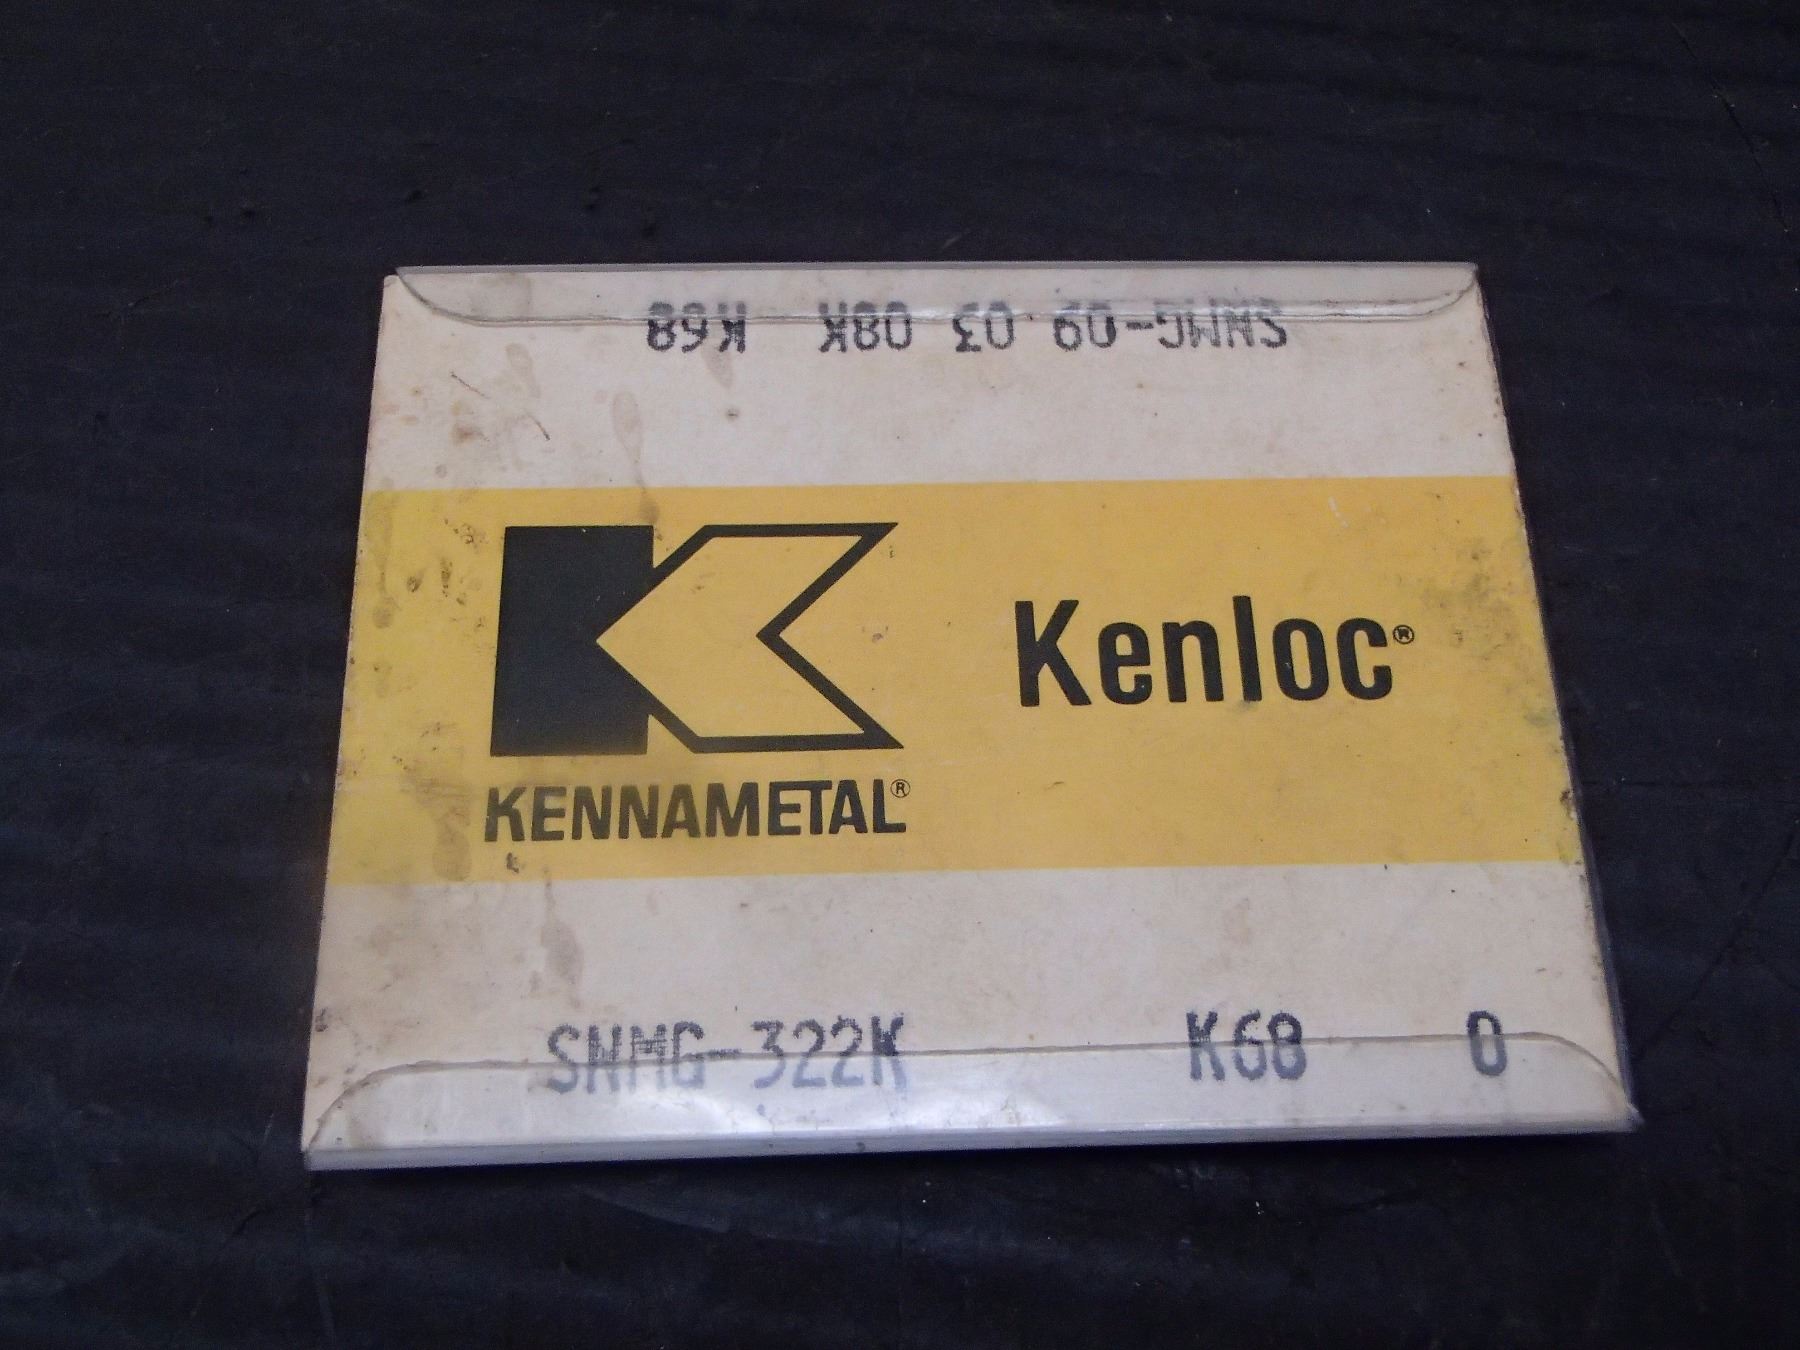 SNMG-09 03 08K K68
Kenloc®
KENNAMETAL®
SNMG-322K K68 0